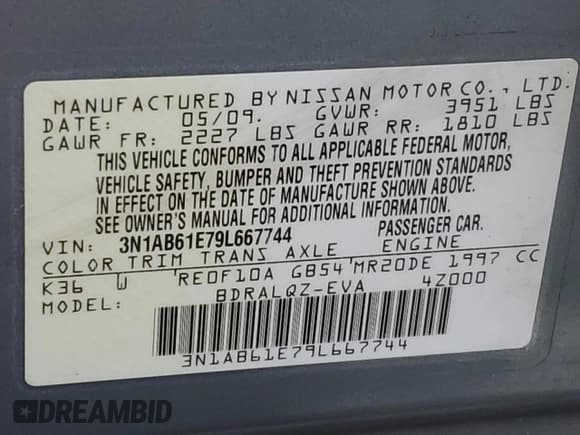 MANUFACTURED BY NISSAN MOTOR CO., LTD.
DATE: 05/09. GVWR: 3951 LBS
GAWR FR: 2227 LBS GAWR RR: 1810 LBS
THIS VEHICLE CONFORMS TO ALL APPLICABLE FEDERAL MOTOR,
VEHICLE SAFETY, BUMPER AND THEFT PREVENTION STANDARDS
IN EFFECT ON THE DATE OF MANUFACTURE SHOWN ABOVE.
SEE OWNER'S MANUAL FOR ADDITIONAL INFORMATION.
VIN: 3N1AB61E79L667744 PASSENGER CAR.
COLOR TRIM TRANS AXLE ENGINE
K36 W 'RE0F10A GB54'MR20DE 1997 CC
MODEL: BDRALQZ-EVA 4Z000
3N1AB61E79L667744
DREAMBID